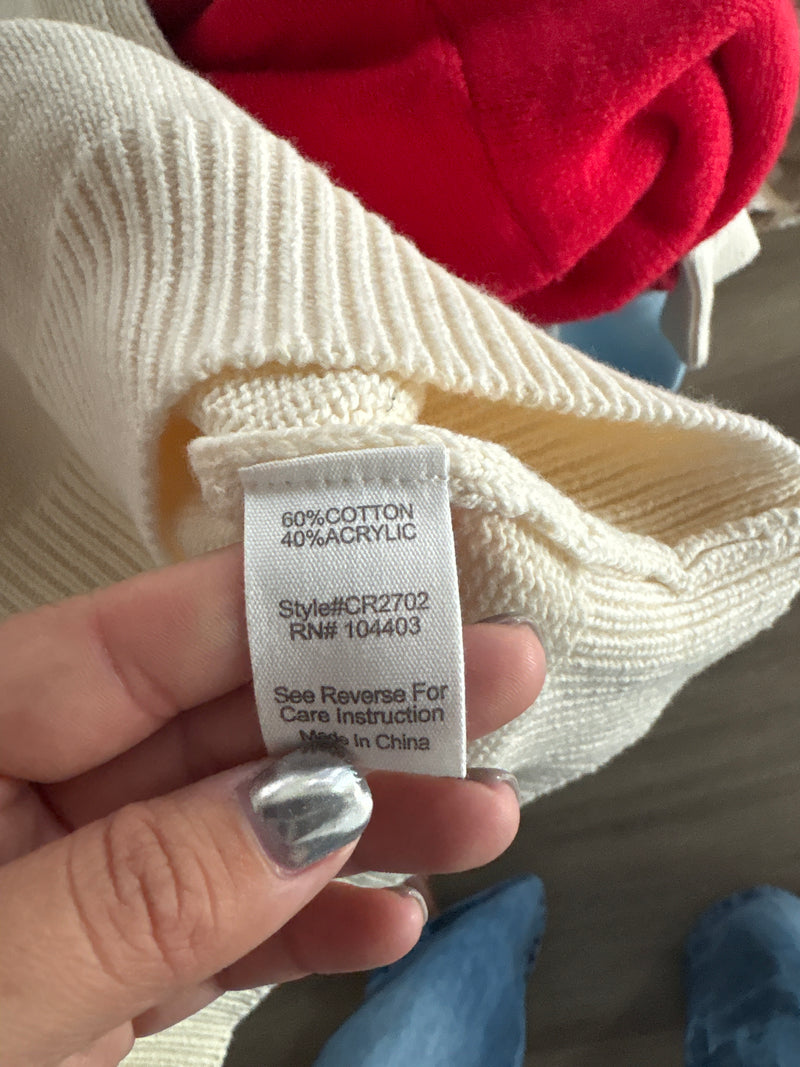 60%COTTON
40%ACRYLIC
Style#CR2702
RN# 104403
See Reverse For
Care Instruction
Made In China